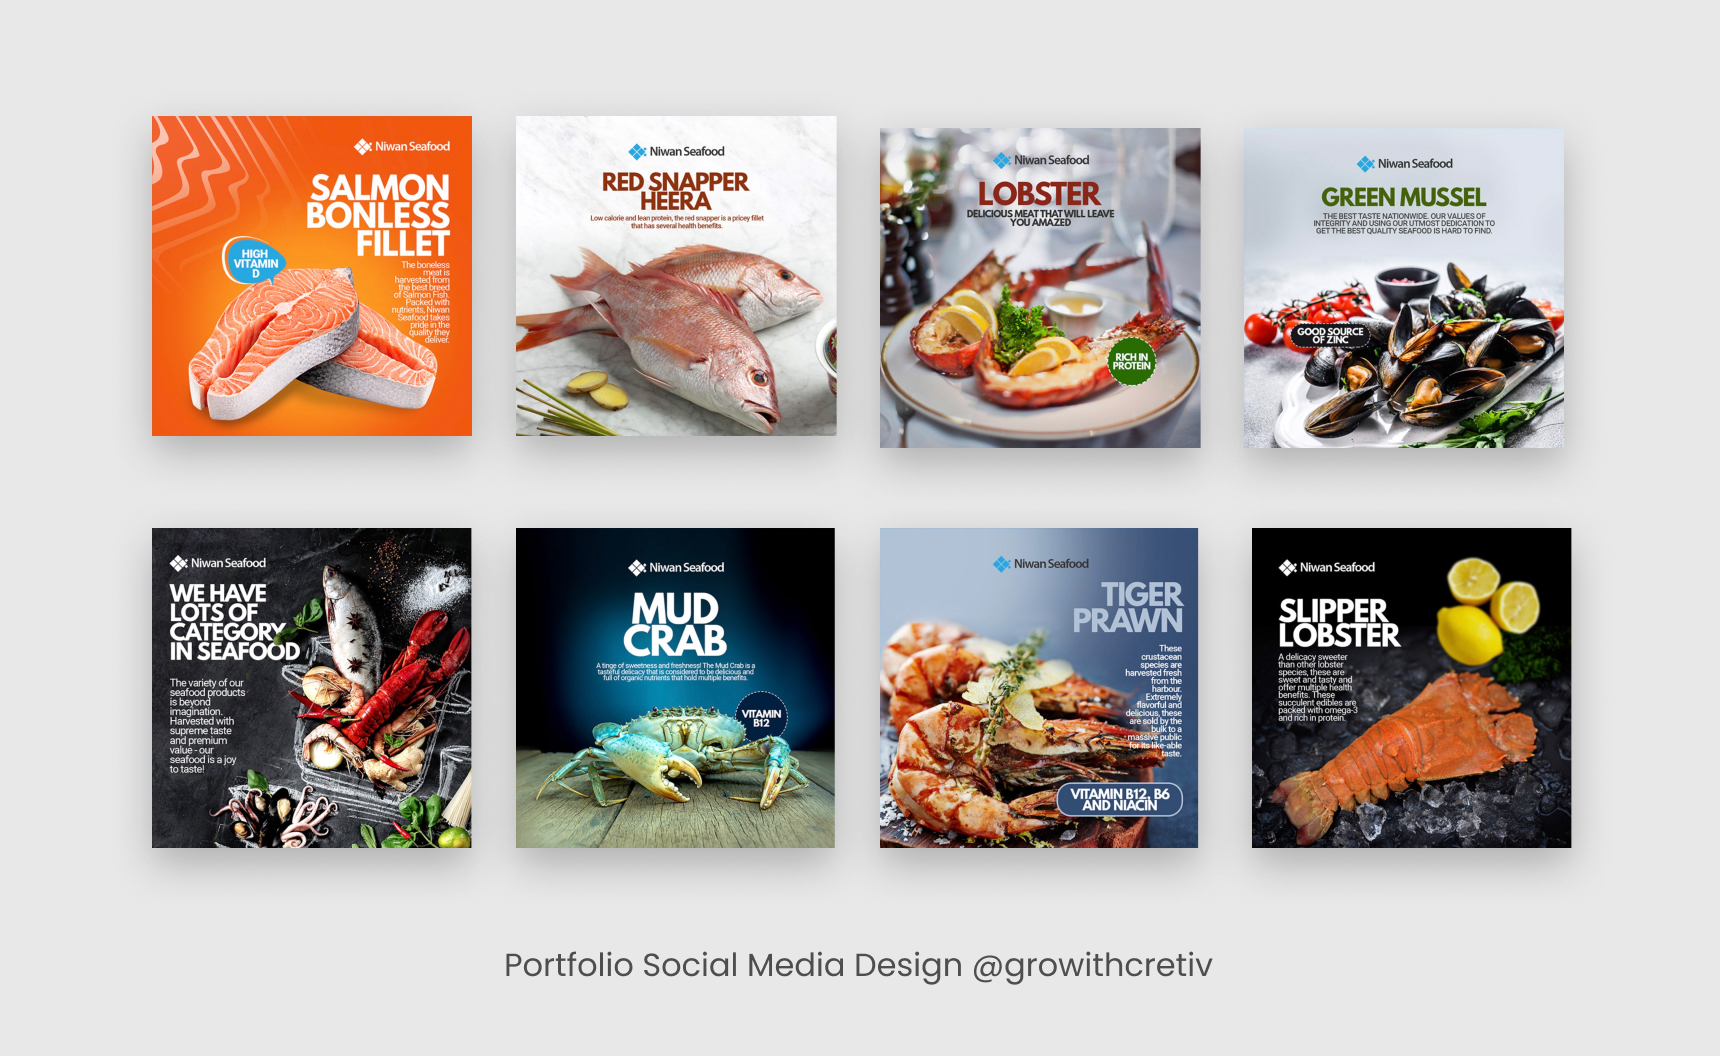 Niwan Seafood
SALMON
BONLESS
FILLET
HIGH
VITAMIN
D
The boneless
meat is
harvested from
the best breed
of Salmon Fish.
Packed with
nutrients, Niwan
Seafood takes
pride in the
quality they
deliver.
Niwan Seafood
RED SNAPPER
HEERA
Low calorie and lean protein, the red snapper is a pricey fillet
that has several health benefits.
Niwan Seafood
LOBSTER
DELICIOUS MEAT THAT WILL LEAVE
YOU AMAZED
RICH IN
PROTEIN
Niwan Seafood
GREEN MUSSEL
THE BEST TASTE NATIONWIDE, OUR VALUES OF
INTEGRITY AND USING OUR UTMOST DEDICATION TO
GET THE BEST QUALITY SEAFOOD IS HARD TO FIND.
GOOD SOURCE
OF ZINC
Niwan Seafood
WE HAVE
LOTS OF
CATEGORY
IN SEAFOOD
The variety of our
seafood products
is beyond
imagination.
Harvested with
supreme taste
and premium
value - our
seafood is a joy
to taste!
Niwan Seafood
MUD
CRAB
A tinge of sweetness and freshness! The Mud Crab is a
tasteful delicacy that is considered to be delicious and
full of organic nutrients that hold multiple benefits.
VITAMIN
B12
Niwan Seafood
TIGER
PRAWN
These
crustacean
species are
harvested fresh
from the
harbour.
Extremely
flavorful and
delicious, these
are sold by the
bulk to a
massive public
for its like-able
taste.
VITAMIN B12, B6
AND NIACIN
Niwan Seafood
SLIPPER
LOBSTER
A delicacy sweeter
than other lobster
species, these are
sweet and tasty and
offer multiple health
benefits. These
succulent edibles are
packed with omega-3
and rich in protein.
Portfolio Social Media Design @growithcretiv